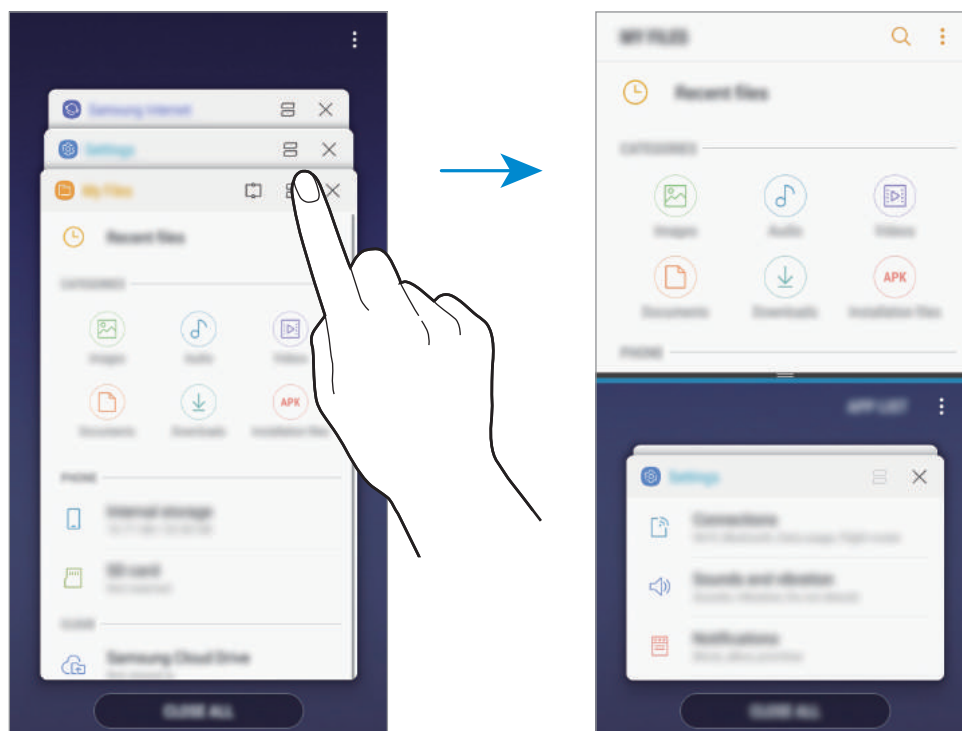 Samsung Internet
Settings
My Files
Recent files
CATEGORIES
Images
Audio
Videos
APK
Documents
Downloads
Installation files
PHONE
Internal storage
SD card
Not inserted
CLOUD
Samsung Cloud Drive
CLOSE ALL
MY FILES
Recent files
CATEGORIES
Images
Audio
Videos
APK
Documents
Downloads
Installation files
PHONE
APP LIST
Settings
Connections
Sounds and vibration
Notifications
CLOSE ALL